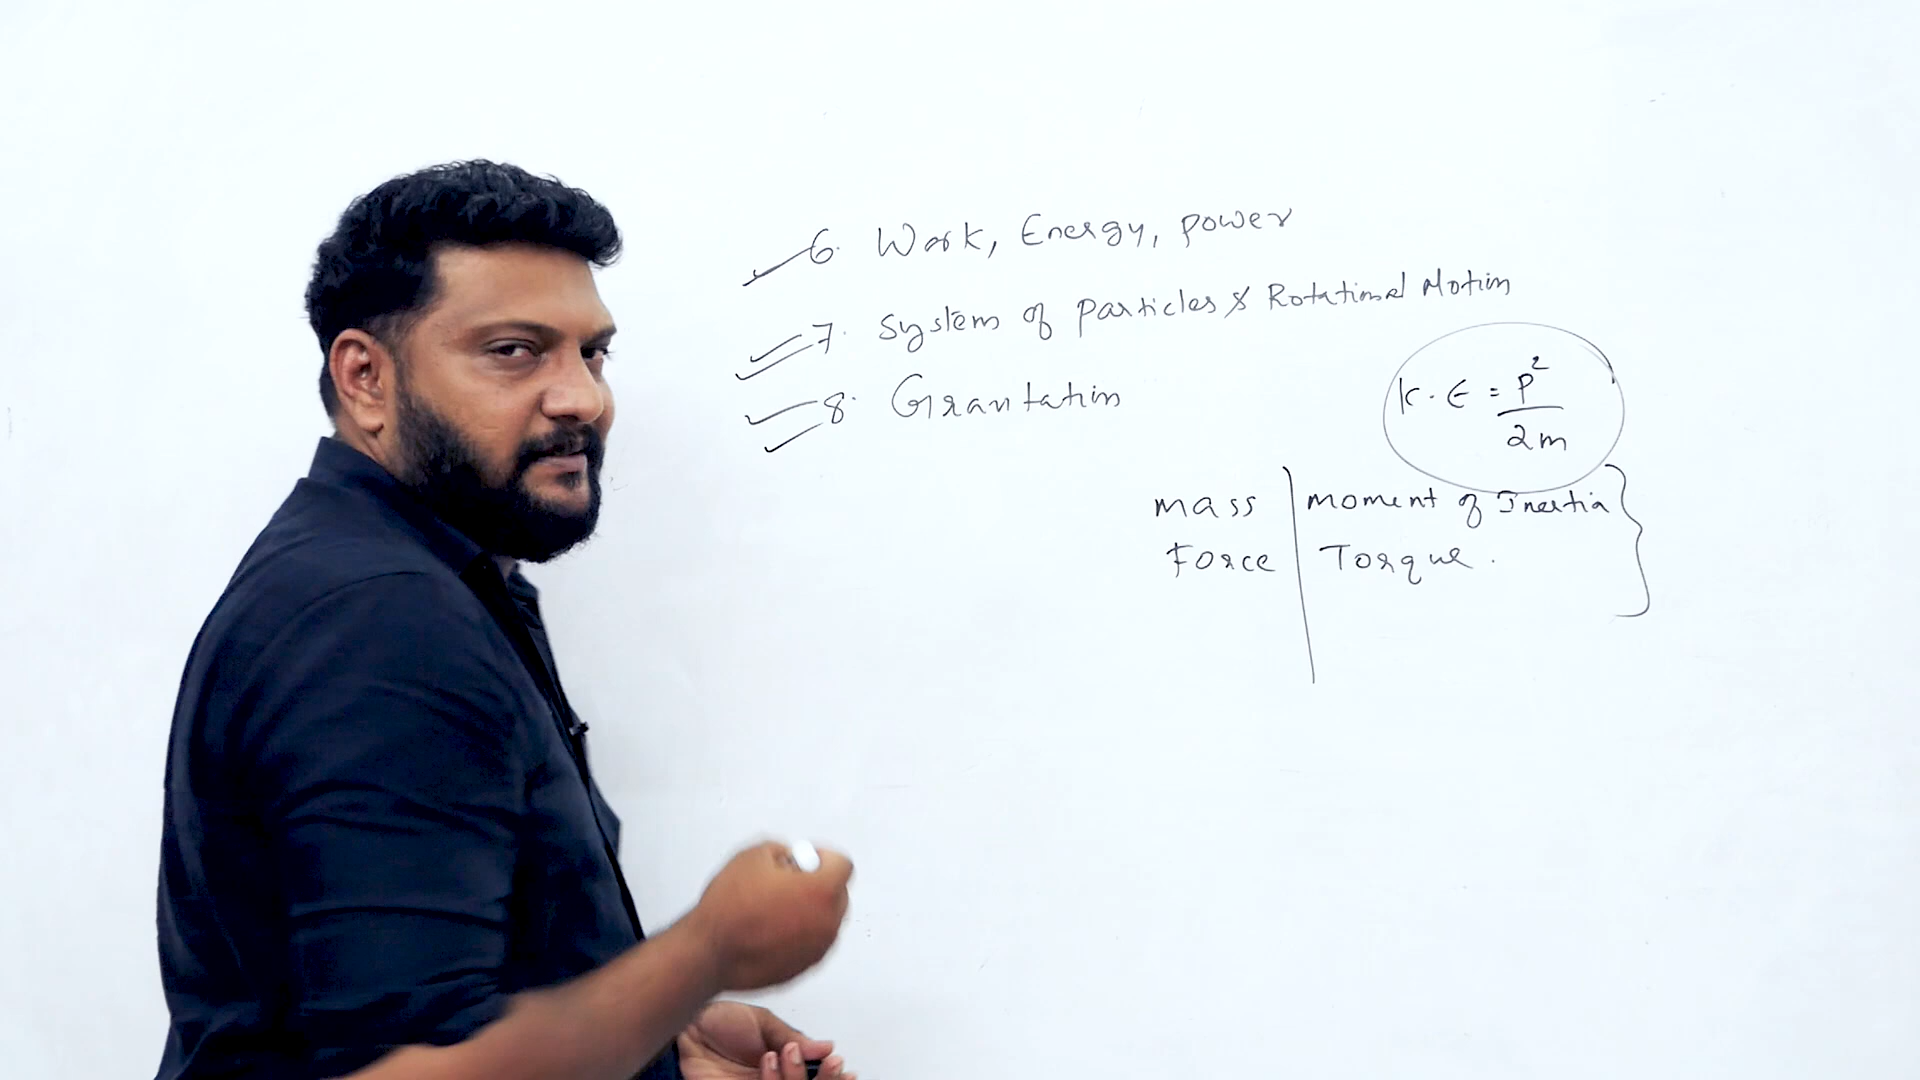 6. Work, Energy, power
7. System of Particles & Rotational Motion
8. Gravitation
K.E = P²/2m
mass | moment of Inertia
Force | Torque.